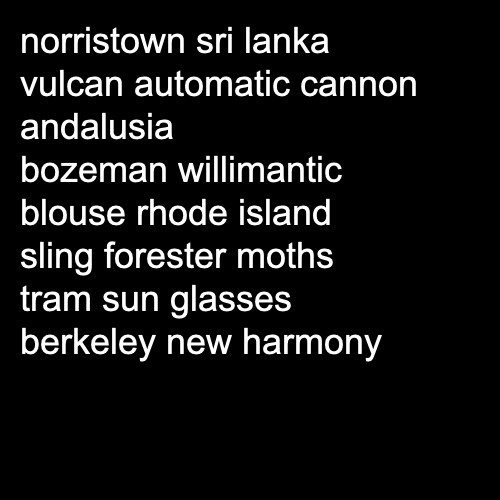 norristown sri lanka
vulcan automatic cannon
andalusia
bozeman willimantic
blouse rhode island
sling forester moths
tram sun glasses
berkeley new harmony